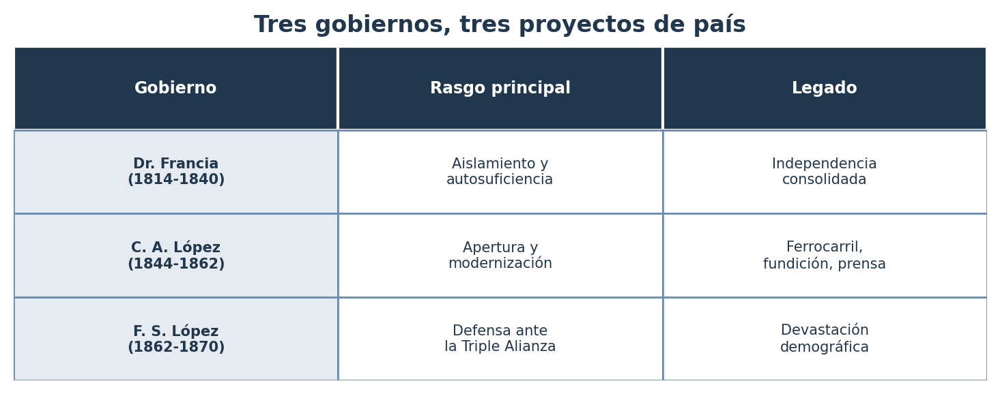 Tres gobiernos, tres proyectos de país
Gobierno
Rasgo principal
Legado
Dr. Francia
(1814-1840)
Aislamiento y
autosuficiencia
Independencia
consolidada
C. A. López
(1844-1862)
Apertura y
modernización
Ferrocarril,
fundición, prensa
F. S. López
(1862-1870)
Defensa ante
la Triple Alianza
Devastación
demográfica